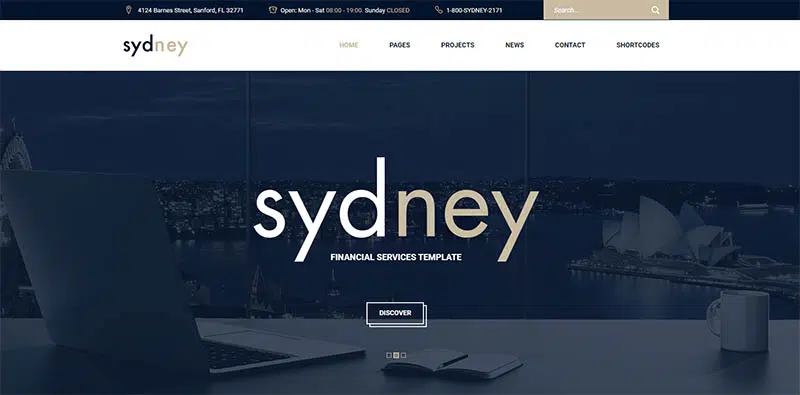 4124 Barnes Street, Sanford, FL 32771 Open: Mon - Sat 08:00 - 19:00. Sunday CLOSED 1-800-SYDNEY-2171 Search...
sydney HOME PAGES PROJECTS NEWS CONTACT SHORTCODES
sydney
FINANCIAL SERVICES TEMPLATE
DISCOVER